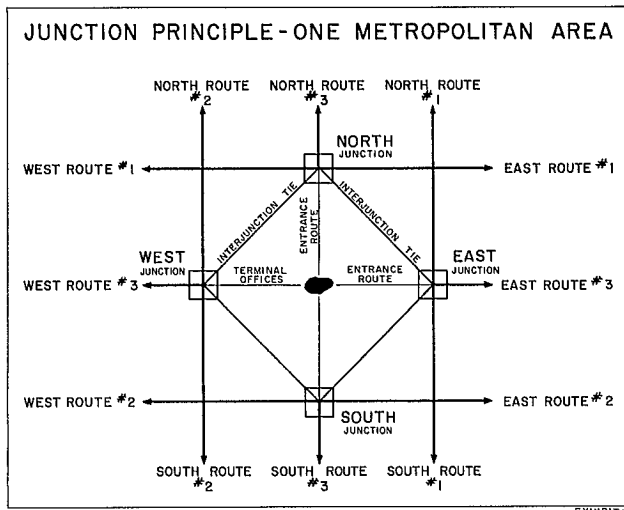 JUNCTION PRINCIPLE-ONE METROPOLITAN AREA
NORTH ROUTE
#2
NORTH ROUTE
#3
NORTH ROUTE
#1
NORTH
JUNCTION
WEST ROUTE #1
EAST ROUTE #1
INTERJUNCTION TIE
ENTRANCE
ROUTE
INTERJUNCTION TIE
WEST
JUNCTION
EAST
JUNCTION
TERMINAL
OFFICES
ENTRANCE
ROUTE
WEST ROUTE #3
EAST ROUTE #3
WEST ROUTE #2
EAST ROUTE #2
SOUTH
JUNCTION
SOUTH ROUTE
#2
SOUTH ROUTE
#3
SOUTH ROUTE
#1